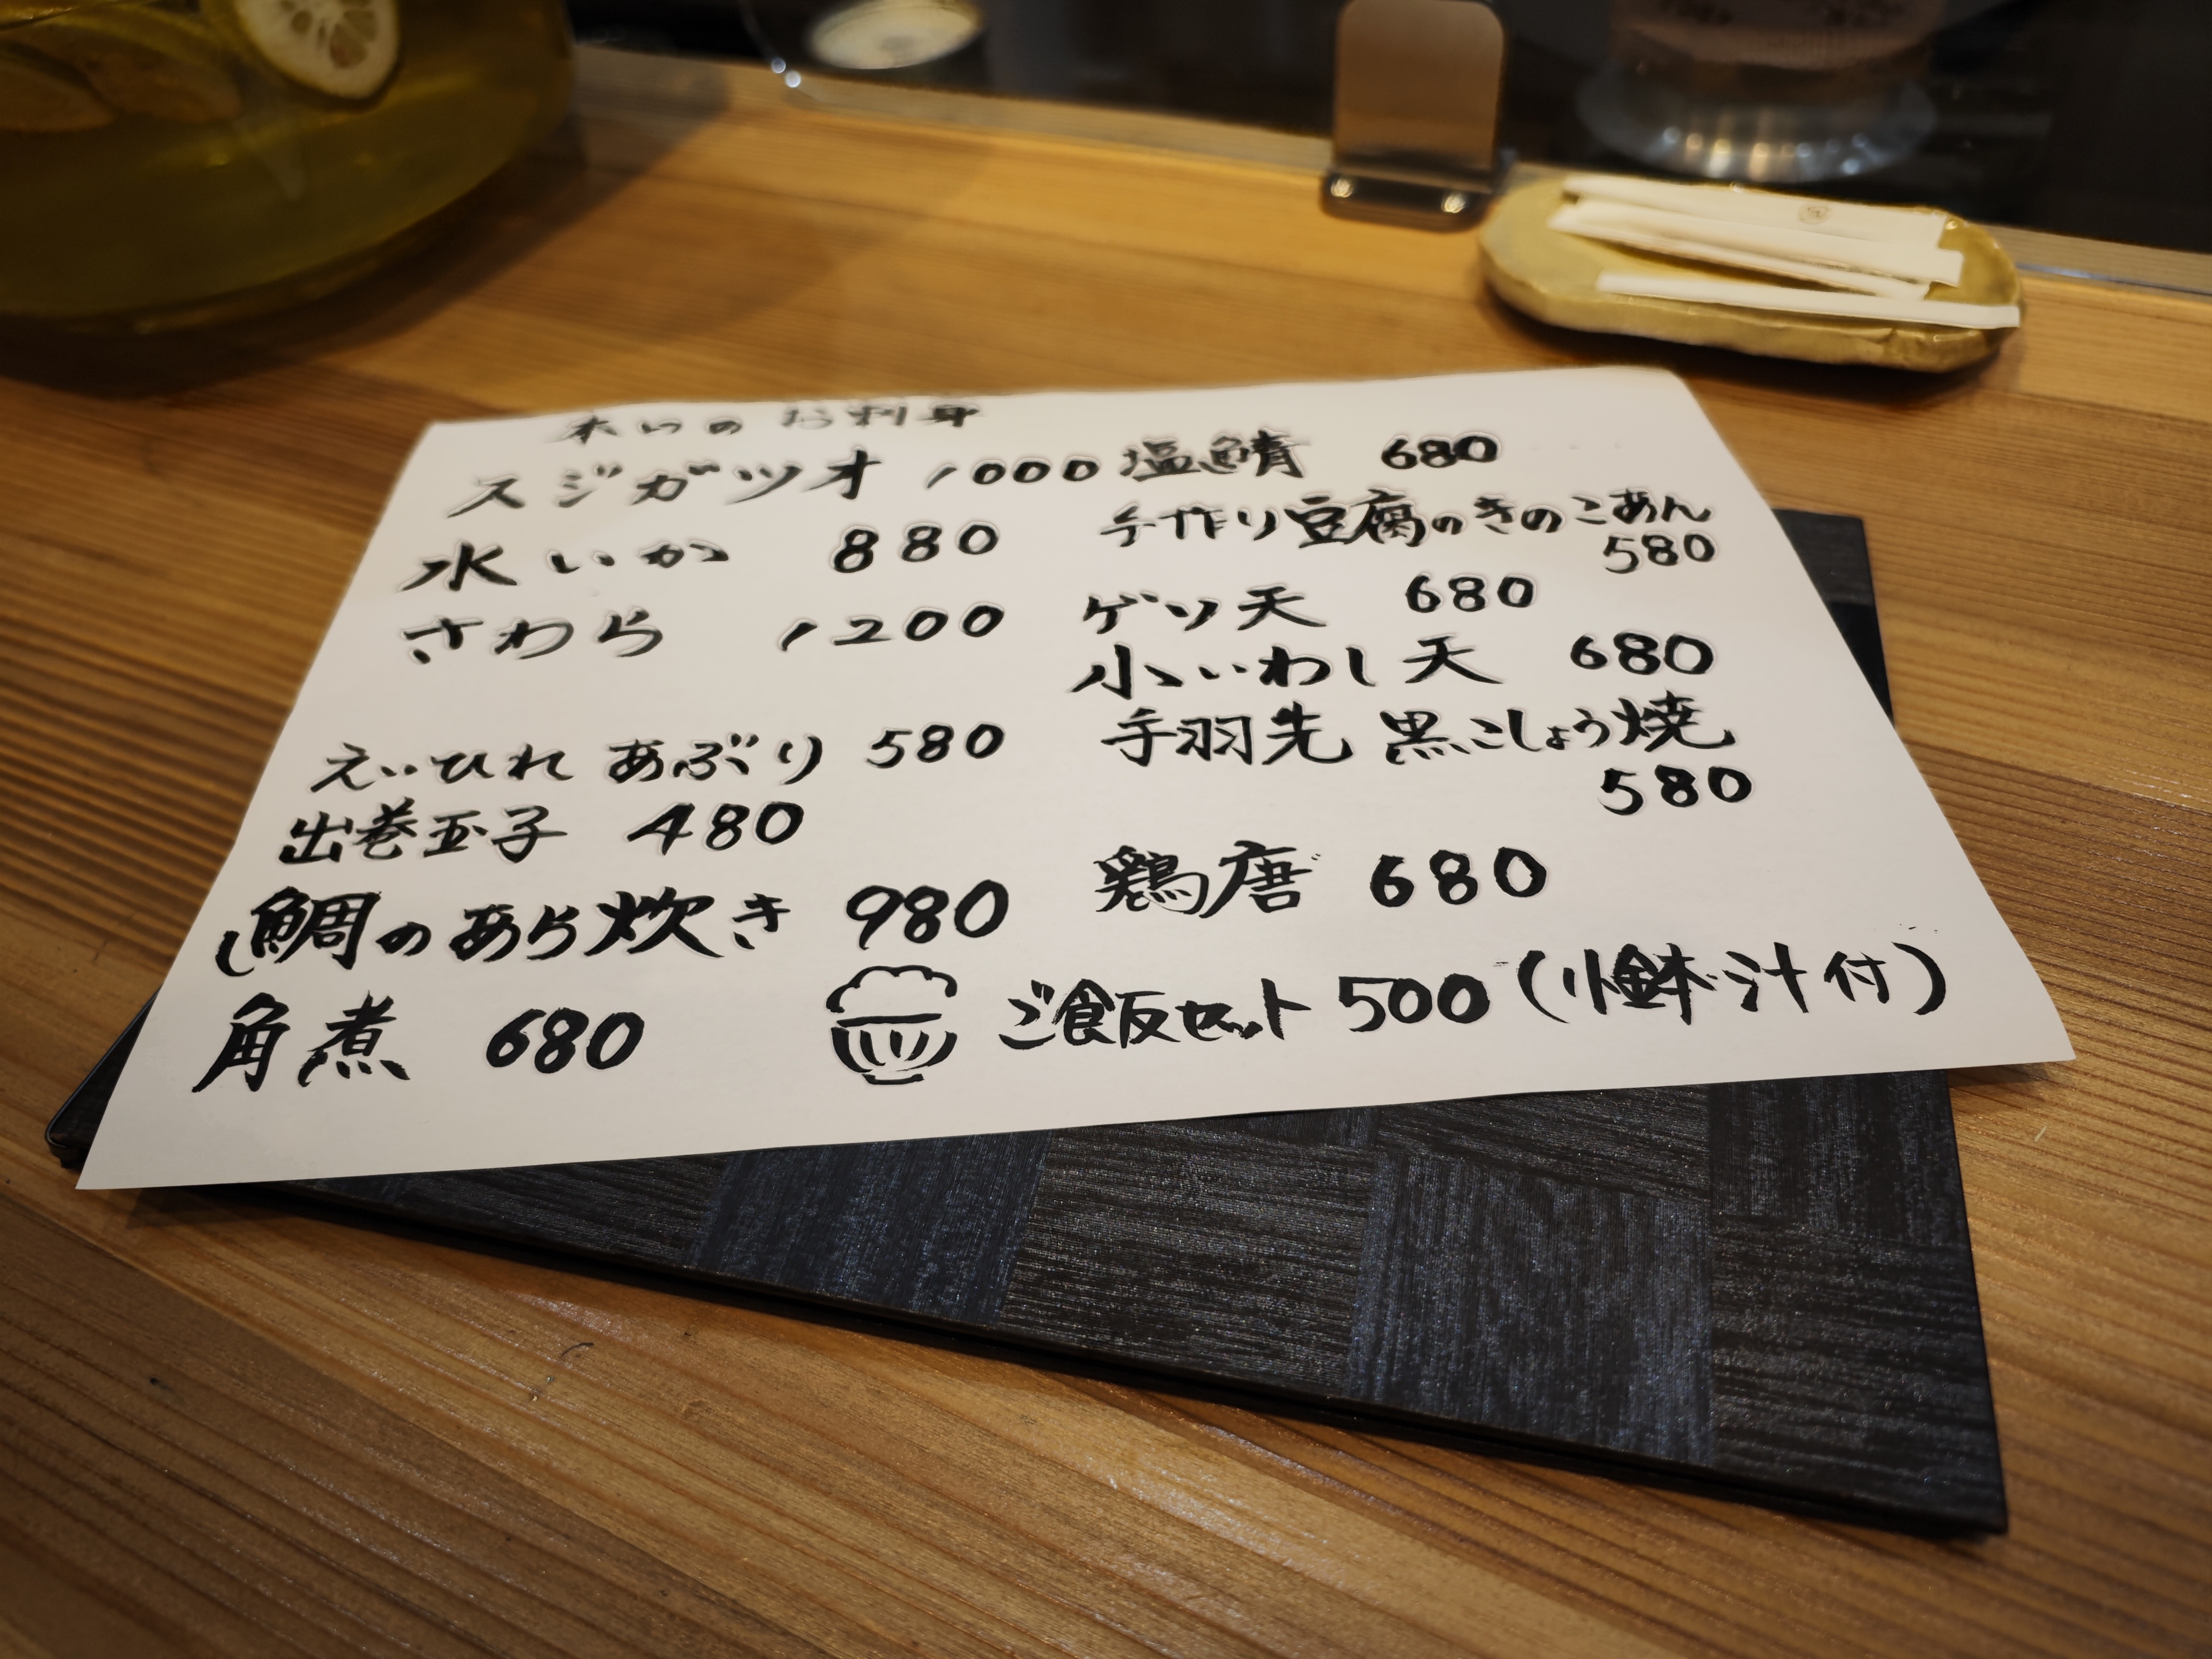 本日のお刺身
スジガツオ 1000
水いか 880
さわら 1200
えいひれ あぶり 580
出巻玉子 480
鯛のあら炊き 980
角煮 680
塩鯖 680
手作り豆腐のきのこあん
580
ゲソ天 680
小いわし天 680
手羽先 黒こしょう焼
580
鶏唐 680
ご飯セット 500 (小鉢・汁付)